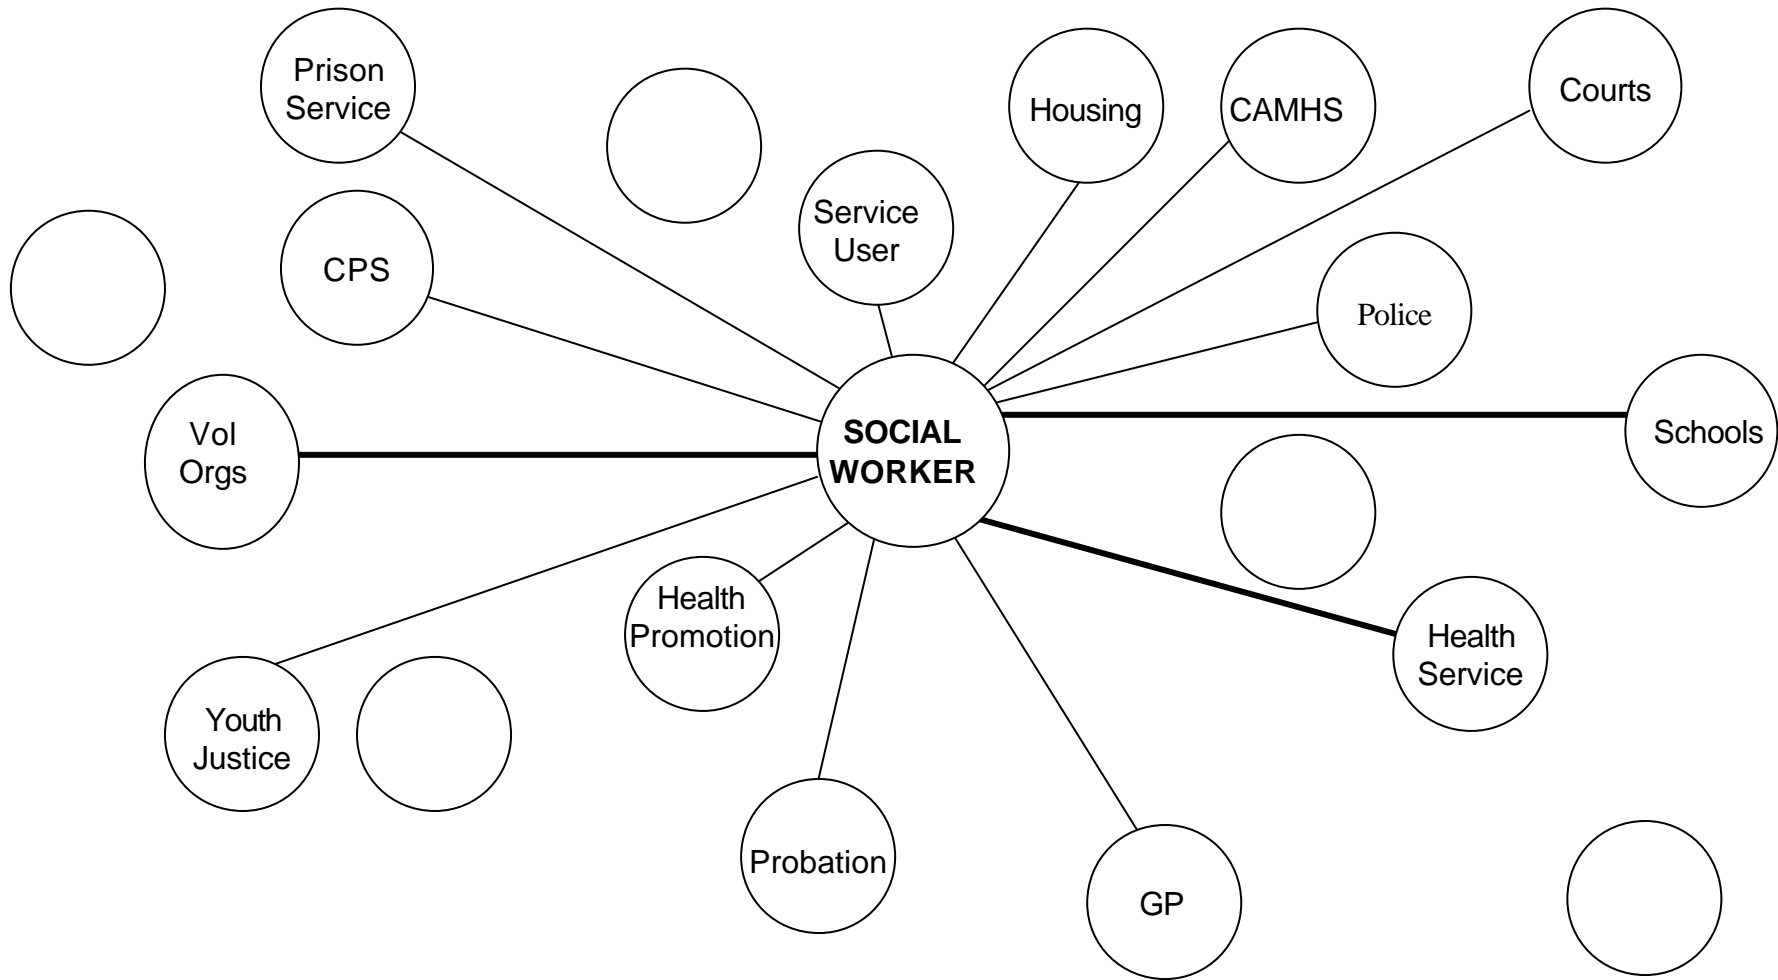 Prison
Service
Housing
CAMHS
Courts
Service
User
CPS
Police
Vol
Orgs
SOCIAL
WORKER
Schools
Health
Promotion
Health
Service
Youth
Justice
Probation
GP